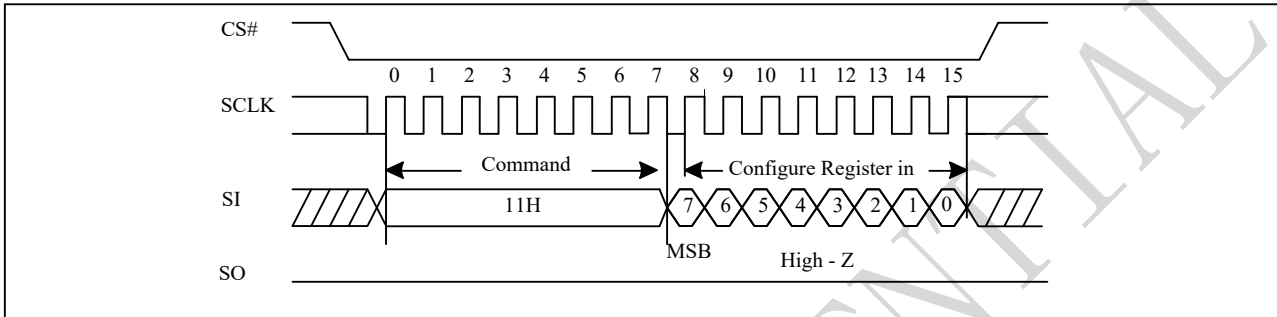 CS#
0 1 2 3 4 5 6 7 8 9 10 11 12 13 14 15
SCLK
Command
Configure Register in
SI
11H
7 6 5 4 3 2 1 0
MSB
High - Z
SO
ENTIAL